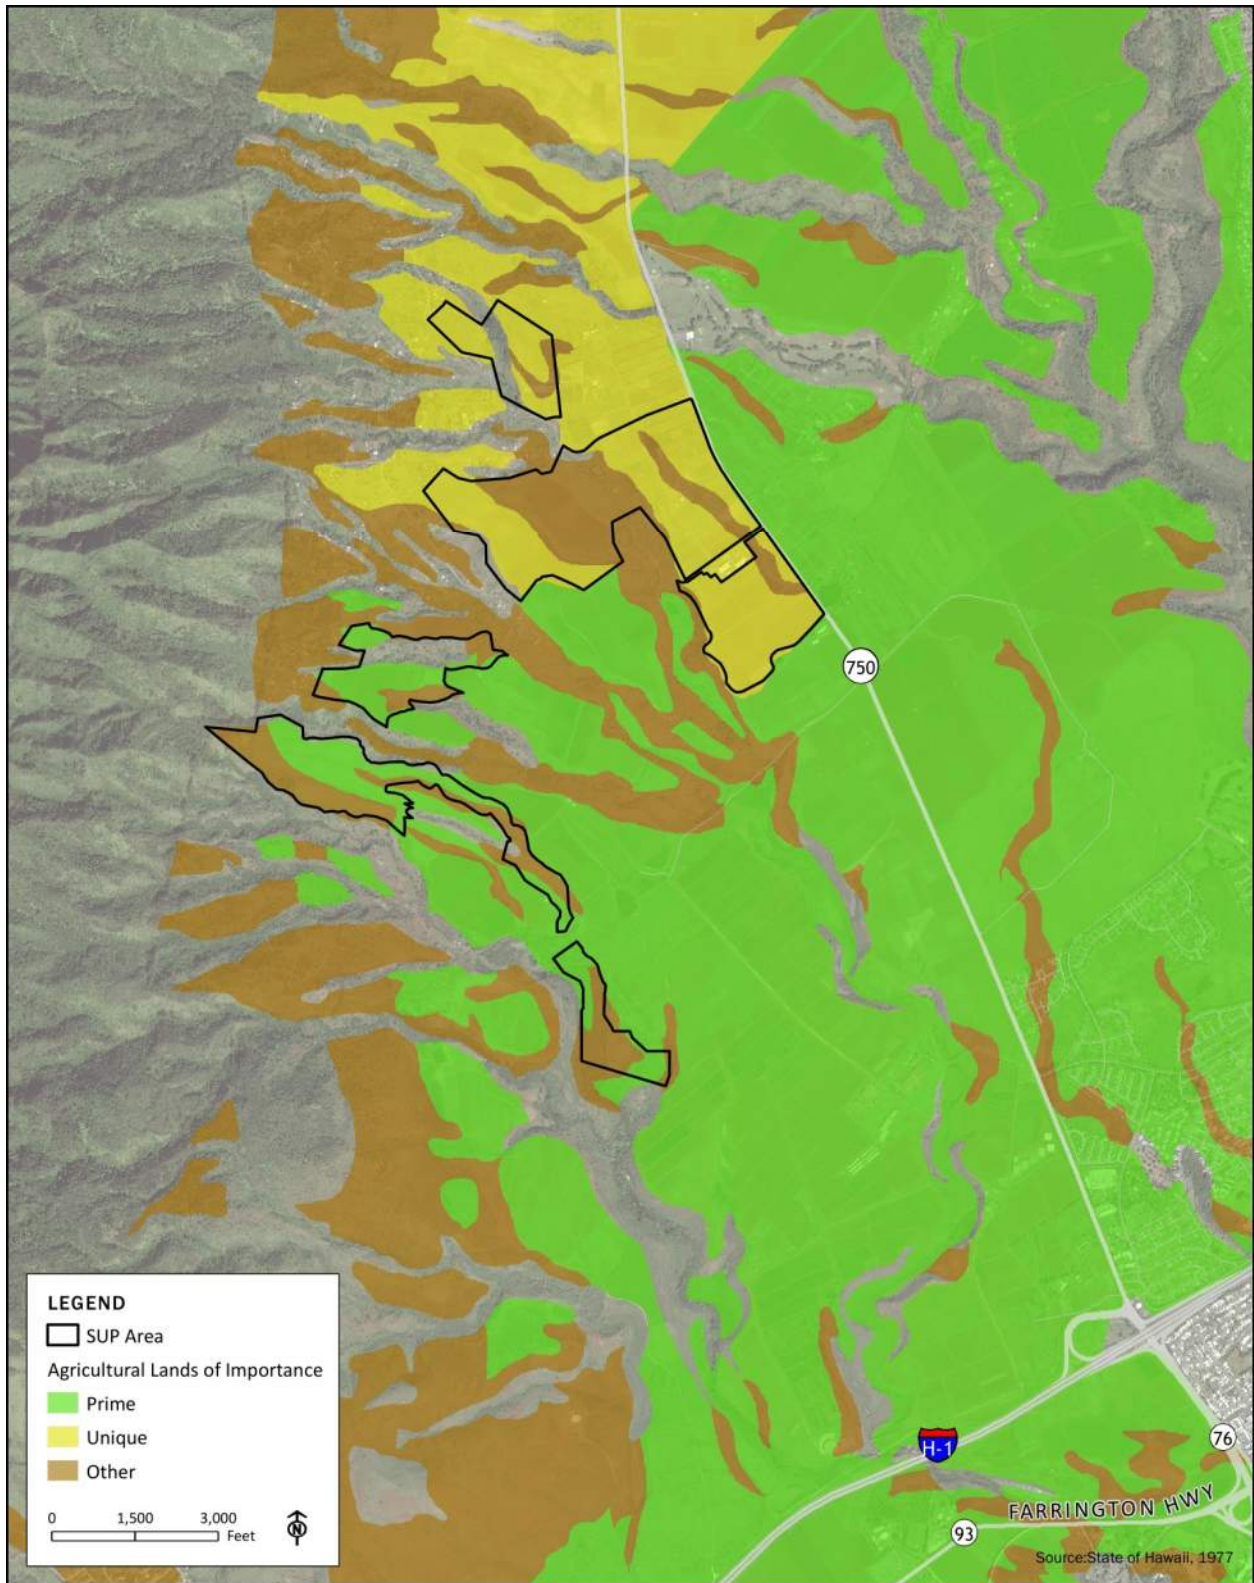 750
LEGEND
SUP Area
Agricultural Lands of Importance
Prime
Unique
Other
0 1,500 3,000
Feet
N
H-1
76
FARRINGTON HWY
93
Source:State of Hawaii, 1977